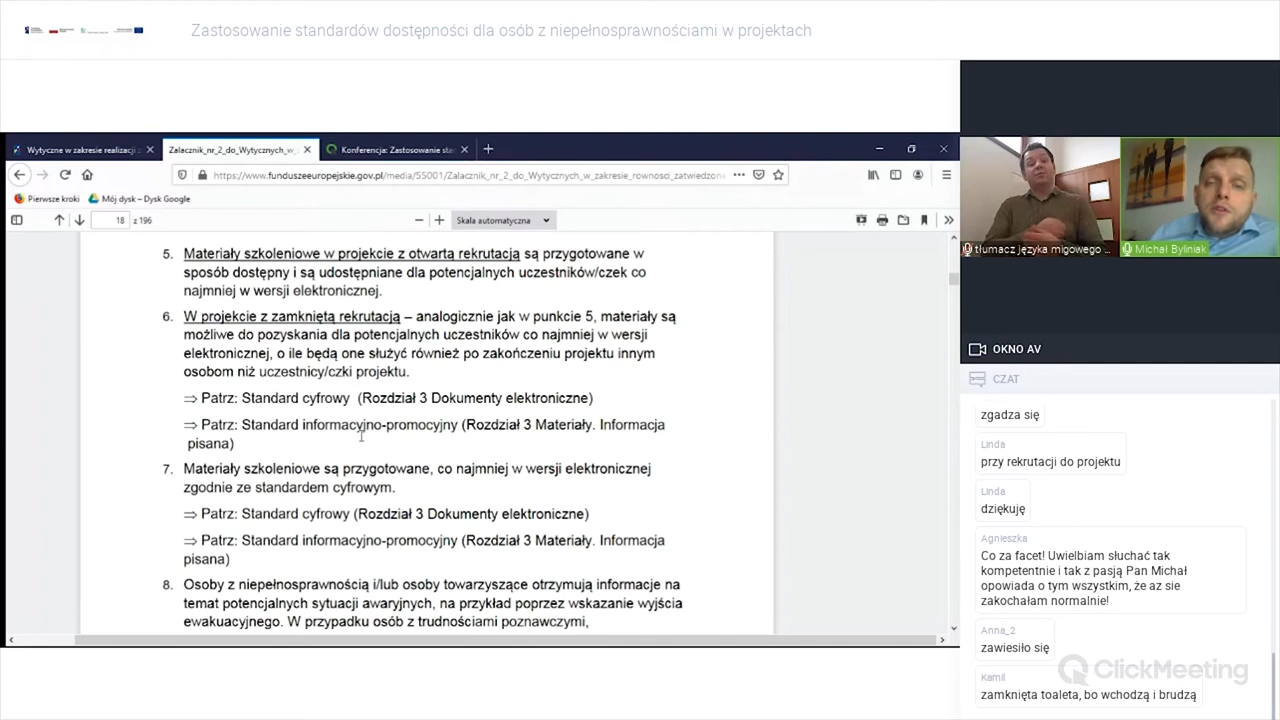 Zastosowanie standardów dostępności dla osób z niepełnosprawnościami w projektach
Wytyczne w zakresie realizacji z
Zalacznik_nr_2_do_Wytycznych_w_
Konferencja: Zastosowanie sta
https://www.funduszeeuropejskie.gov.pl/media/55001/Zalacznik_nr_2_do_Wytycznych_w_zakresie_rownosci_zatwiedzone
Pierwsze kroki
Mój dysk – Dysk Google
18
z 196
Skala automatyczna
5. Materiały szkoleniowe w projekcie z otwartą rekrutacją są przygotowane w
sposób dostępny i są udostępniane dla potencjalnych uczestników/czek co
najmniej w wersji elektronicznej.
6. W projekcie z zamkniętą rekrutacją – analogicznie jak w punkcie 5, materiały są
możliwe do pozyskania dla potencjalnych uczestników co najmniej w wersji
elektronicznej, o ile będą one służyć również po zakończeniu projektu innym
osobom niż uczestnicy/czki projektu.
⇒ Patrz: Standard cyfrowy (Rozdział 3 Dokumenty elektroniczne)
⇒ Patrz: Standard informacyjno-promocyjny (Rozdział 3 Materiały. Informacja
pisana)
7. Materiały szkoleniowe są przygotowane, co najmniej w wersji elektronicznej
zgodnie ze standardem cyfrowym.
⇒ Patrz: Standard cyfrowy (Rozdział 3 Dokumenty elektroniczne)
⇒ Patrz: Standard informacyjno-promocyjny (Rozdział 3 Materiały. Informacja
pisana)
8. Osoby z niepełnosprawnością i/lub osoby towarzyszące otrzymują informacje na
temat potencjalnych sytuacji awaryjnych, na przykład poprzez wskazanie wyjścia
ewakuacyjnego. W przypadku osób z trudnościami poznawczymi,
tłumacz języka migowego ...
Michał Byliniak
OKNO AV
CZAT
zgadza się
Linda
przy rekrutacji do projektu
Linda
dziękuję
Agnieszka
Co za facet! Uwielbiam słuchać tak
kompetentnie i tak z pasją Pan Michał
opowiada o tym wszystkim, że az sie
zakochałam normalnie!
Anna_2
zawiesiło się
Kamil
zamknięta toaleta, bo wchodzą i brudzą
ClickMeeting